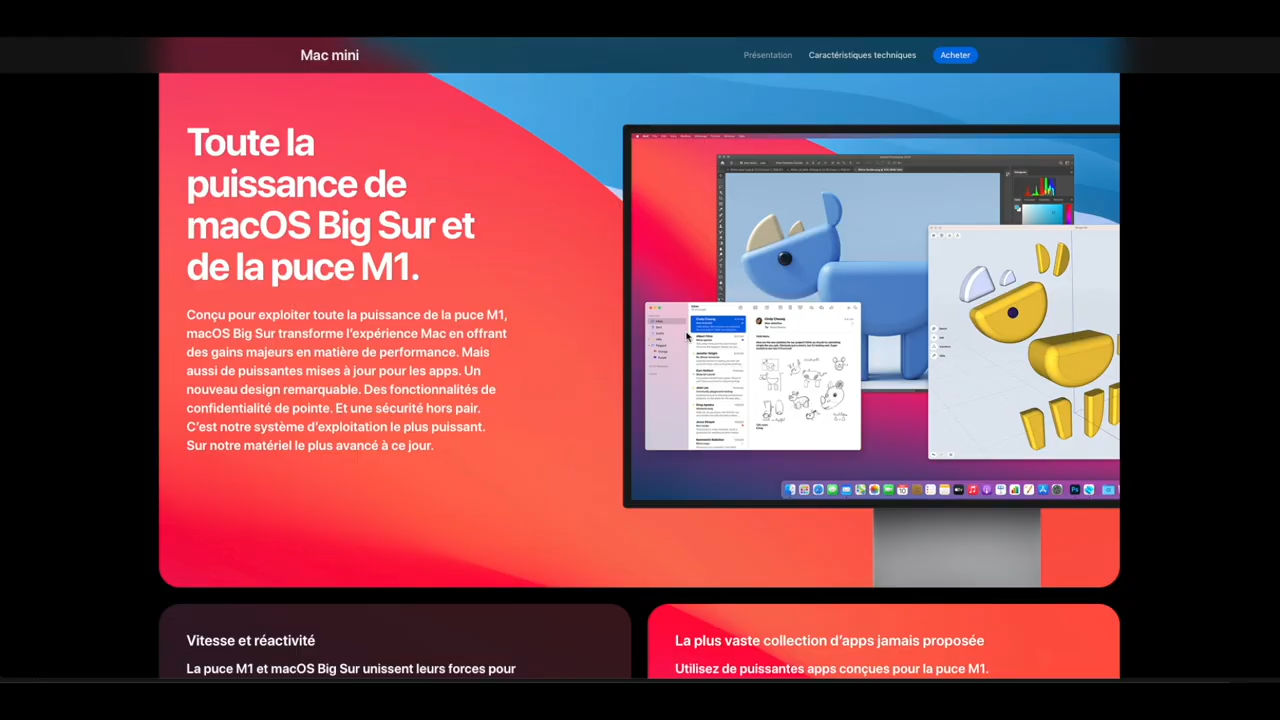 Mac mini
Présentation
Caractéristiques techniques
Acheter
Toute la
puissance de
macOS Big Sur et
de la puce M1.
Conçu pour exploiter toute la puissance de la puce M1,
macOS Big Sur transforme l'expérience Mac en offrant
des gains majeurs en matière de performance. Mais
aussi de puissantes mises à jour pour les apps. Un
nouveau design remarquable. Des fonctionnalités de
confidentialité de pointe. Et une sécurité hors pair.
C'est notre système d'exploitation le plus puissant.
Sur notre matériel le plus avancé à ce jour.
Vitesse et réactivité
La puce M1 et macOS Big Sur unissent leurs forces pour
La plus vaste collection d'apps jamais proposée
Utilisez de puissantes apps conçues pour la puce M1.